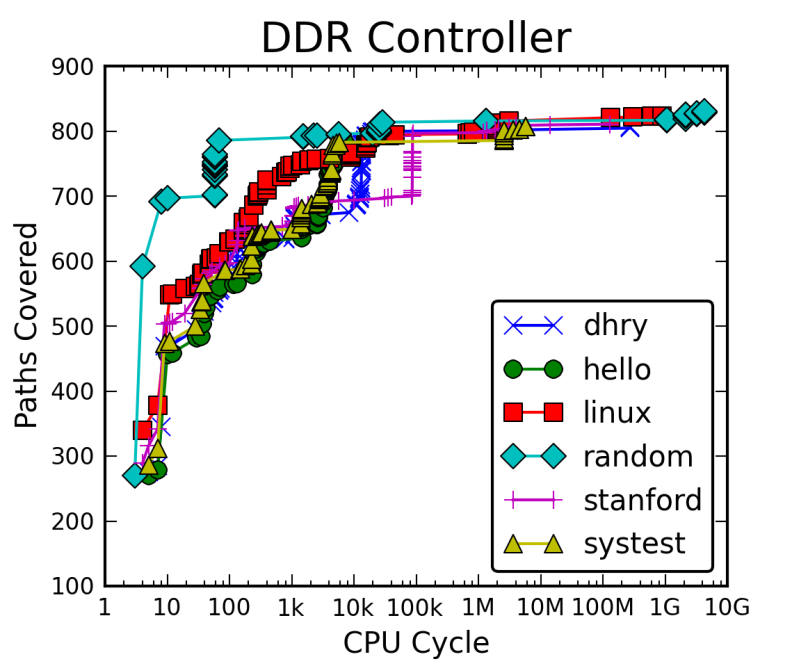 DDR Controller
900
800
700
600
500
400
300
200
100
Paths Covered
1 10 100 1k 10k 100k 1M 10M 100M 1G 10G
CPU Cycle
dhry
hello
linux
random
stanford
systest